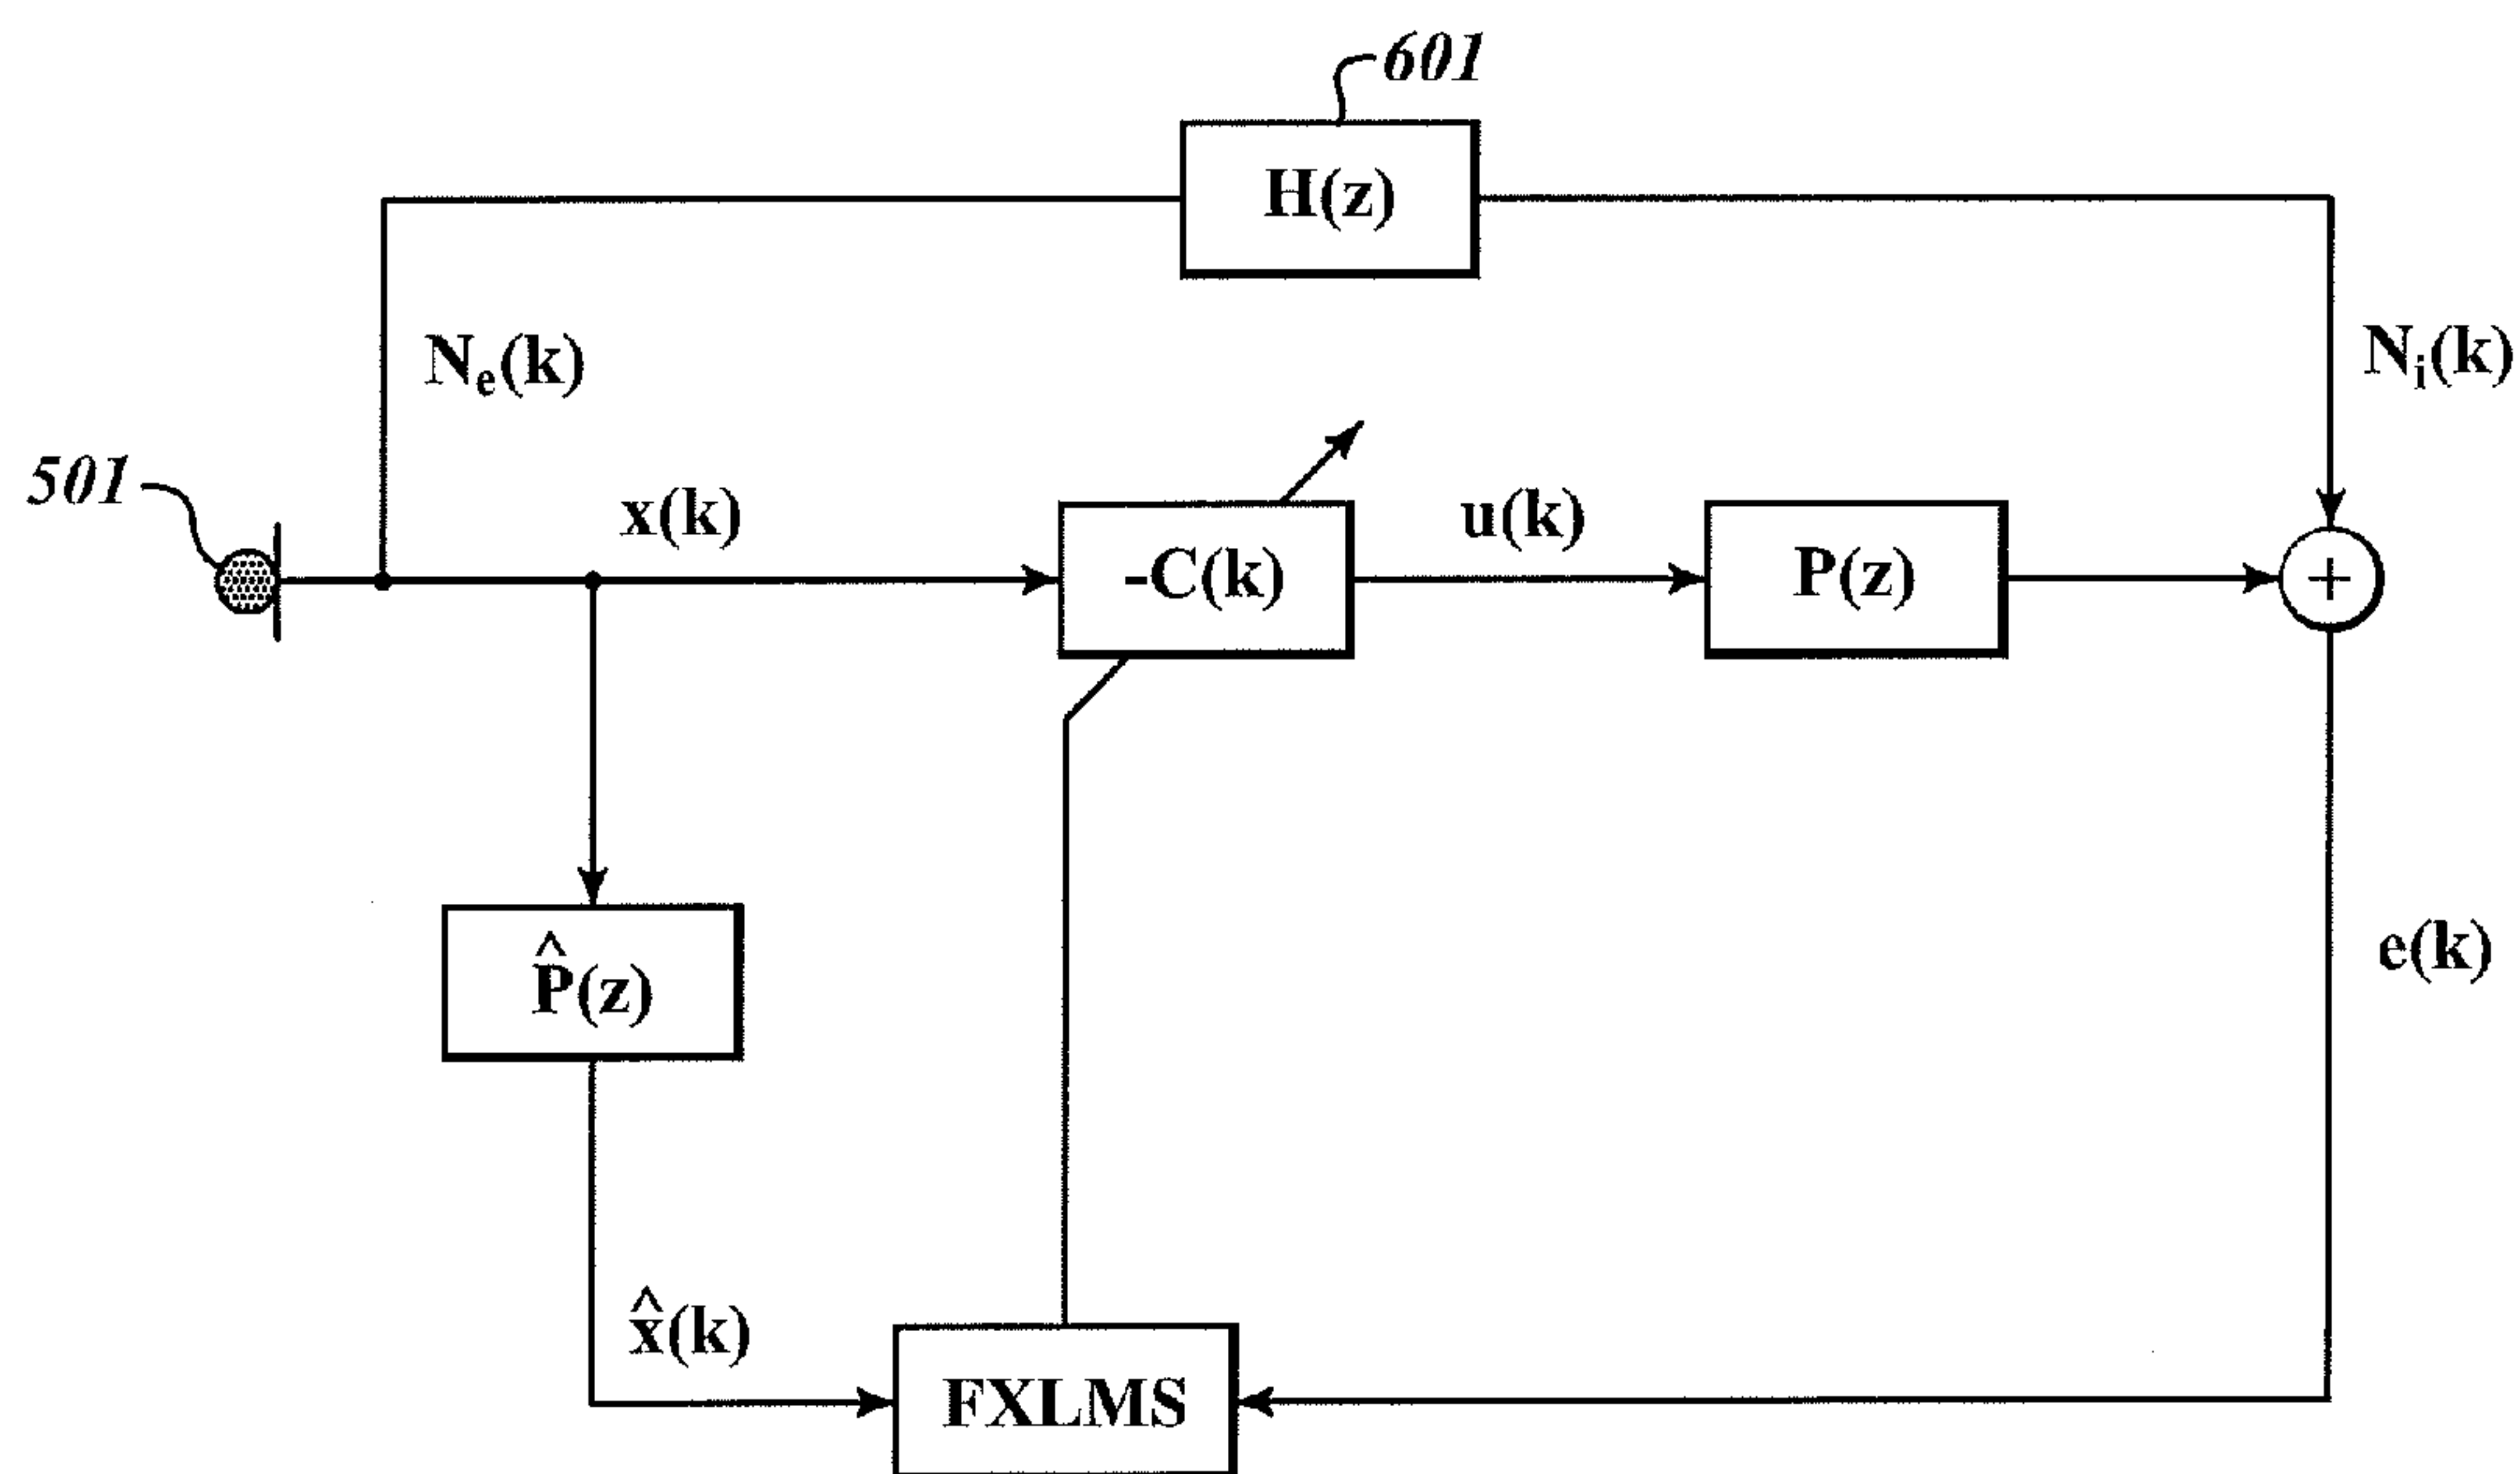 601
H(z)
Nₑ(k)
Nᵢ(k)
501
x(k)
-C(k)
u(k)
P(z)
+
P̂(z)
e(k)
x̂(k)
FXLMS